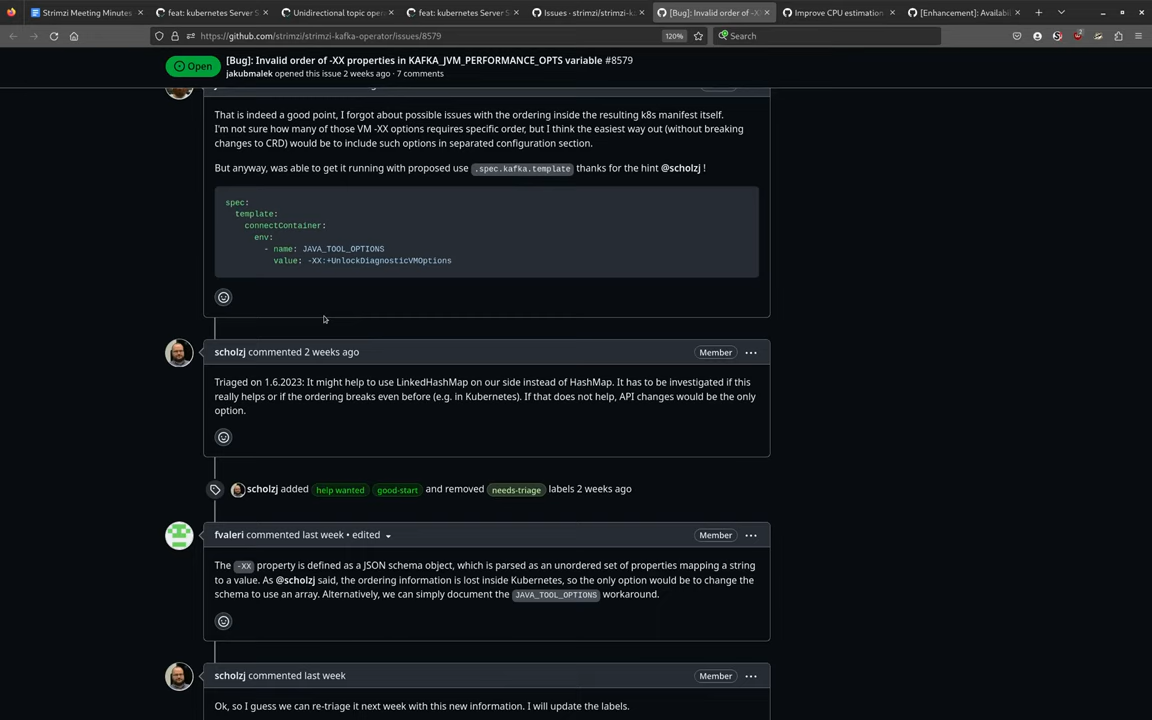 Strimzi Meeting Minutes
feat: kubernetes Server S
Unidirectional topic ope
feat: kubernetes Server S
Issues · strimzi/strimzi-k
[Bug]: Invalid order of -X
Improve CPU estimation
[Enhancement]: Availabi
https://github.com/strimzi/strimzi-kafka-operator/issues/8579
120%
Search
Open
[Bug]: Invalid order of -XX properties in KAFKA_JVM_PERFORMANCE_OPTS variable #8579
jakubmalek opened this issue 2 weeks ago · 7 comments
That is indeed a good point, I forgot about possible issues with the ordering inside the resulting k8s manifest itself.
I'm not sure how many of those VM -XX options requires specific order, but I think the easiest way out (without breaking
changes to CRD) would be to include such options in separated configuration section.
But anyway, was able to get it running with proposed use .spec.kafka.template thanks for the hint @scholzj !
spec:
template:
connectContainer:
env:
- name: JAVA_TOOL_OPTIONS
value: -XX:+UnlockDiagnosticVMOptions
scholzj commented 2 weeks ago
Member
Triaged on 1.6.2023: It might help to use LinkedHashMap on our side instead of HashMap. It has to be investigated if this
really helps or if the ordering breaks even before (e.g. in Kubernetes). If that does not help, API changes would be the only
option.
scholzj added help wanted good-start and removed needs-triage labels 2 weeks ago
fvaleri commented last week • edited
Member
The -XX property is defined as a JSON schema object, which is parsed as an unordered set of properties mapping a string
to a value. As @scholzj said, the ordering information is lost inside Kubernetes, so the only option would be to change the
schema to use an array. Alternatively, we can simply document the JAVA_TOOL_OPTIONS workaround.
scholzj commented last week
Member
Ok, so I guess we can re-triage it next week with this new information. I will update the labels.